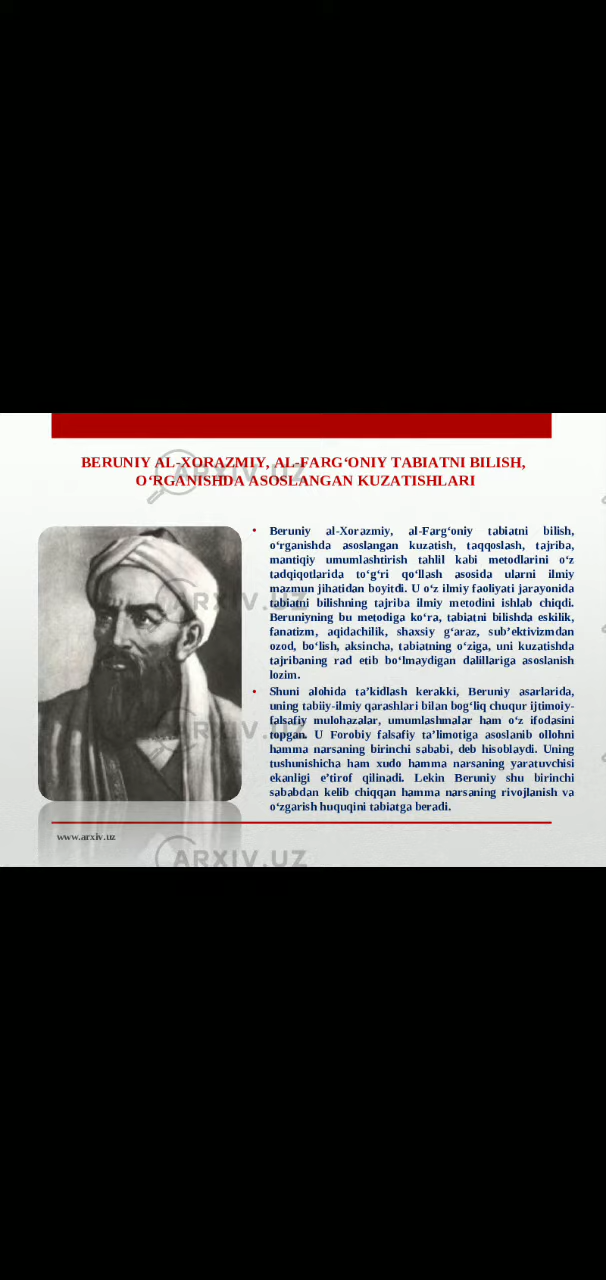 BERUNIY AL-XORAZMIY, AL-FARG‘ONIY TABIATNI BILISH,
O‘RGANISHDA ASOSLANGAN KUZATISHLARI
• Beruniy al-Xorazmiy, al-Farg‘oniy tabiatni bilish,
o‘rganishda asoslangan kuzatish, taqqoslash, tajriba,
mantiqiy umumlashtirish tahlil kabi metodlarini o‘z
tadqiqotlarida to‘g‘ri qo‘llash asosida ularni ilmiy
mazmun jihatidan boyitdi. U o‘z ilmiy faoliyati jarayonida
tabiatni bilishning tajriba ilmiy metodini ishlab chiqdi.
Beruniyning bu metodiga ko‘ra, tabiatni bilishda eskilik,
fanatizm, aqidachilik, shaxsiy g‘araz, sub’ektivizmdan
ozod, bo‘lish, aksincha, tabiatning o‘ziga, uni kuzatishda
tajribaning rad etib bo‘lmaydigan dalillariga asoslanish
lozim.
• Shuni alohida ta’kidlash kerakki, Beruniy asarlarida,
uning tabiiy-ilmiy qarashlari bilan bog‘liq chuqur ijtimoiy-
falsafiy mulohazalar, umumlashmalar ham o‘z ifodasini
topgan. U Forobiy falsafiy ta’limotiga asoslanib ollohni
hamma narsaning birinchi sababi, deb hisoblaydi. Uning
tushunishicha ham xudo hamma narsaning yaratuvchisi
ekanligi e’tirof qilinadi. Lekin Beruniy shu birinchi
sababdan kelib chiqqan hamma narsaning rivojlanish va
o‘zgarish huquqini tabiatga beradi.
www.arxiv.uz
ARXIV.UZ
ARXIV.UZ
ARXIV.UZ
ARXIV.UZ